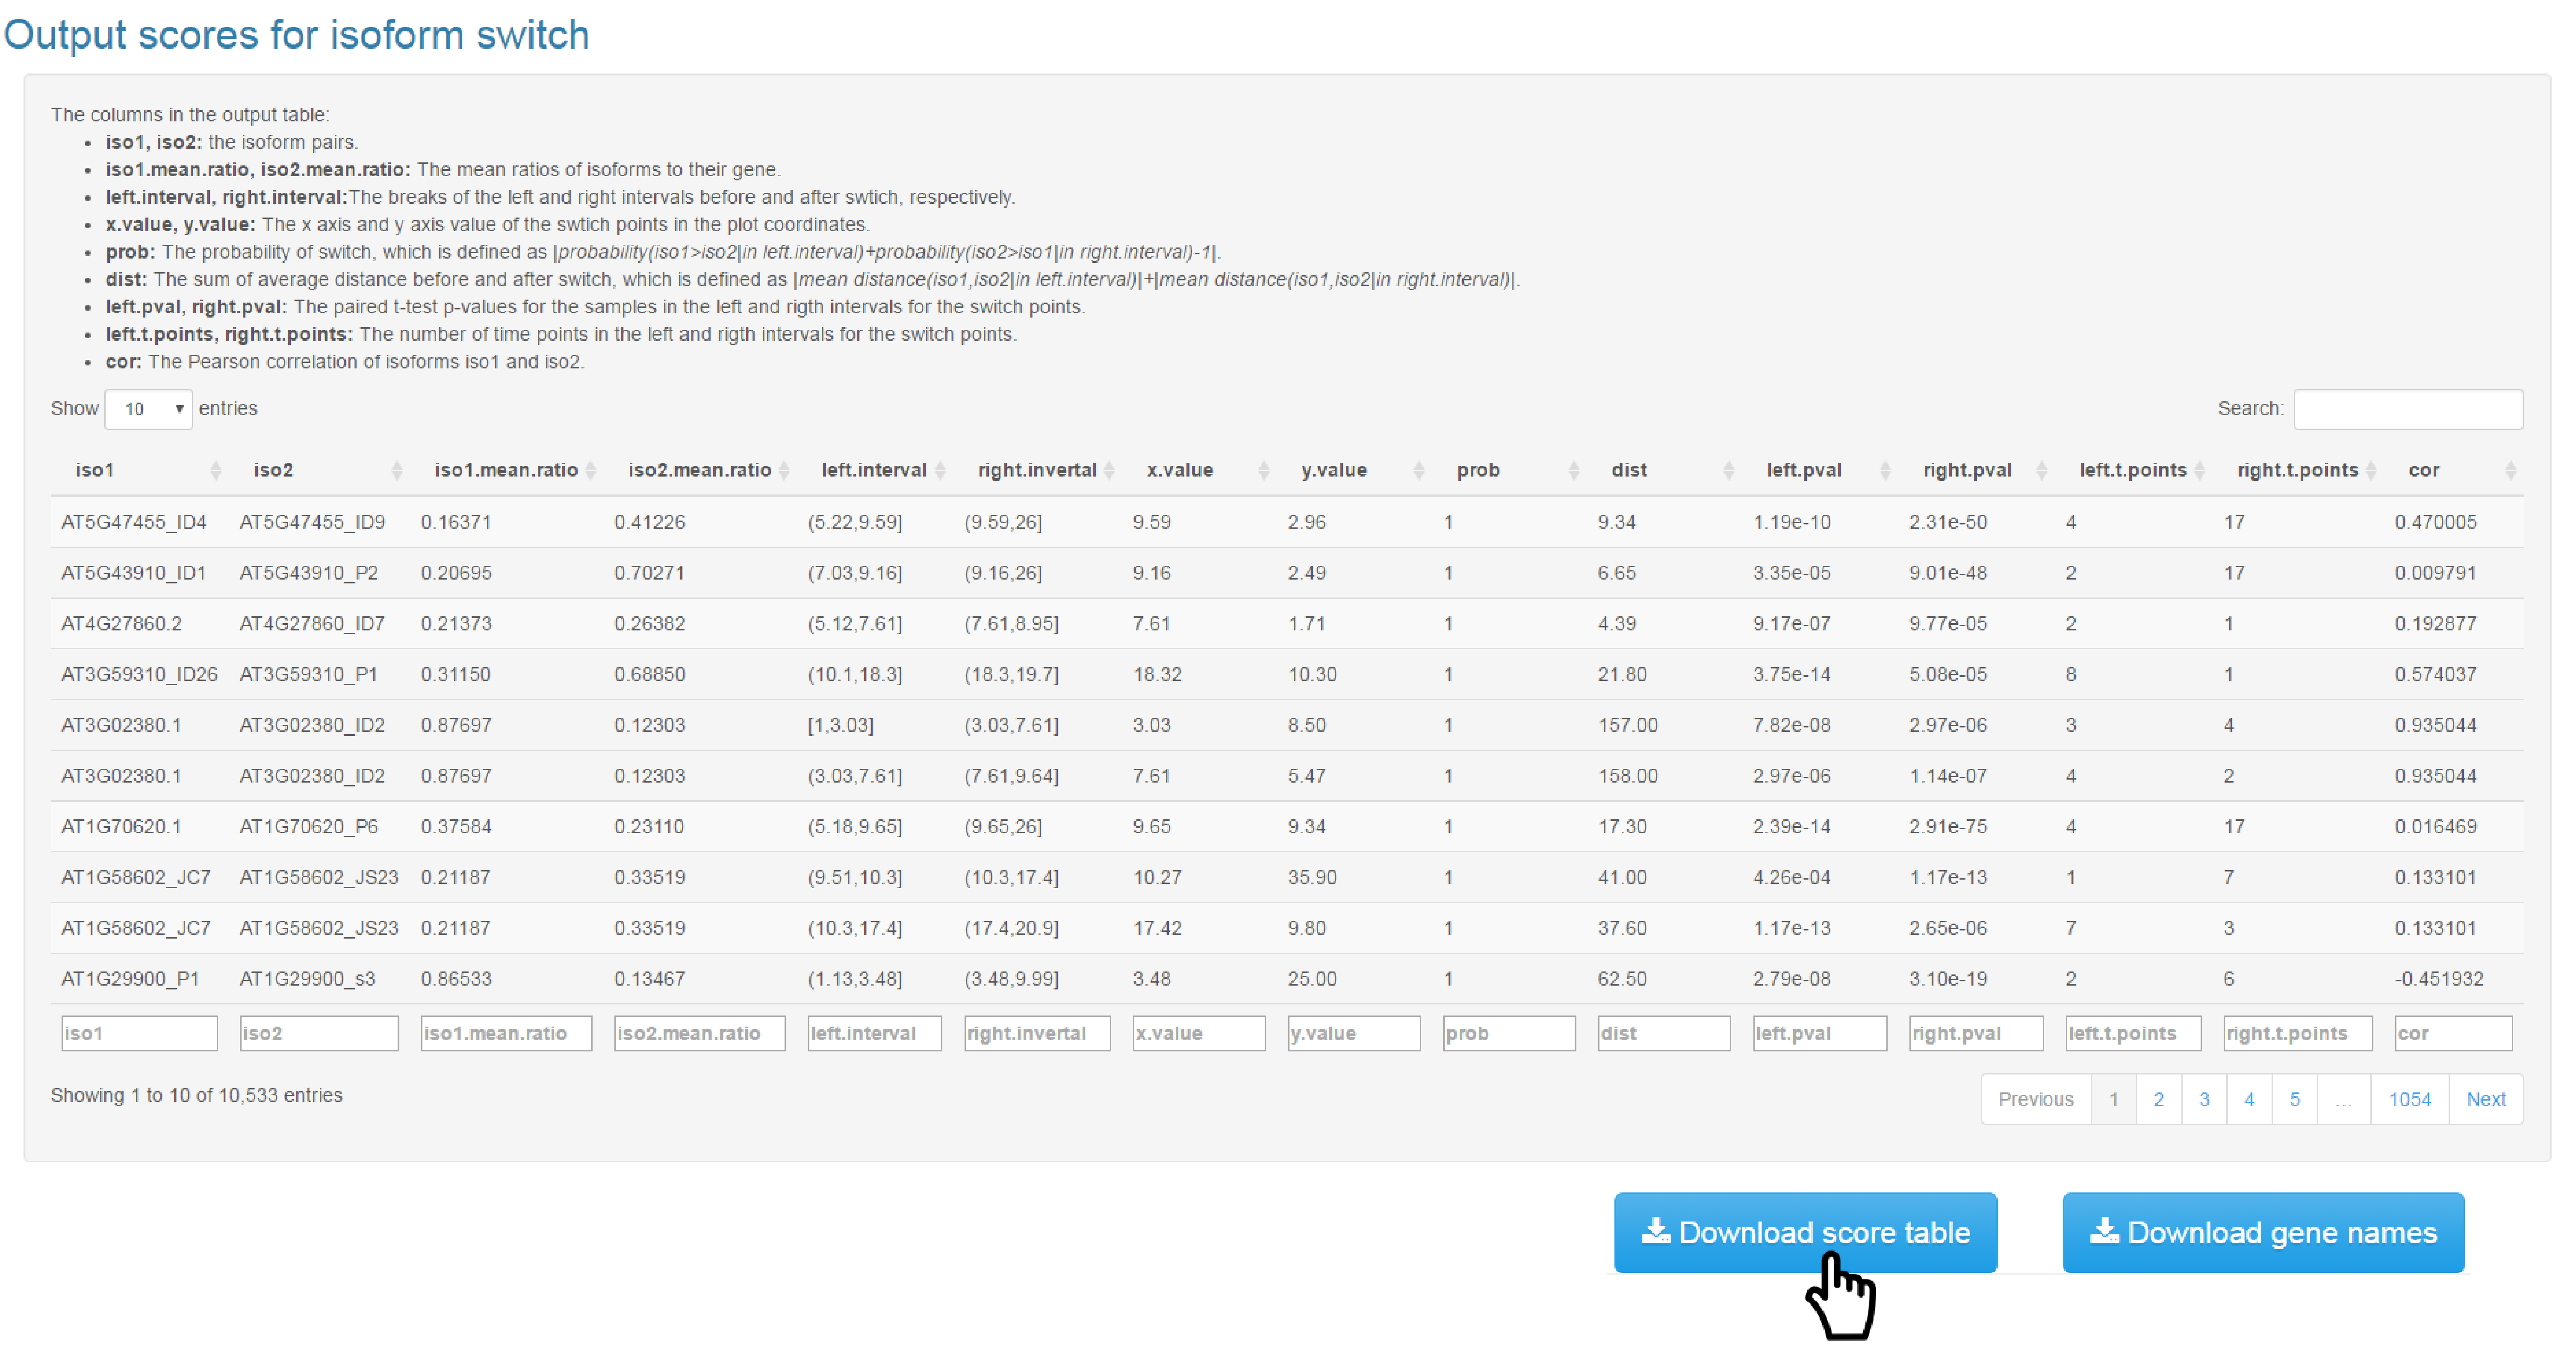 Output scores for isoform switch
The columns in the output table:
• iso1, iso2: the isoform pairs.
• iso1.mean.ratio, iso2.mean.ratio: The mean ratios of isoforms to their gene.
• left.interval, right.interval:The breaks of the left and right intervals before and after swtich, respectively.
• x.value, y.value: The x axis and y axis value of the swtich points in the plot coordinates.
• prob: The probability of switch, which is defined as |probability(iso1>iso2|in left.interval)+probability(iso2>iso1|in right.interval)-1|.
• dist: The sum of average distance before and after switch, which is defined as |mean distance(iso1,iso2|in left.interval)|+|mean distance(iso1,iso2|in right.interval)|.
• left.pval, right.pval: The paired t-test p-values for the samples in the left and rigth intervals for the switch points.
• left.t.points, right.t.points: The number of time points in the left and rigth intervals for the switch points.
• cor: The Pearson correlation of isoforms iso1 and iso2.
Show 10 entries Search:
iso1 iso2 iso1.mean.ratio iso2.mean.ratio left.interval right.invertal x.value y.value prob dist left.pval right.pval left.t.points right.t.points cor
AT5G47455_ID4 AT5G47455_ID9 0.16371 0.41226 (5.22,9.59] (9.59,26] 9.59 2.96 1 9.34 1.19e-10 2.31e-50 4 17 0.470005
AT5G43910_ID1 AT5G43910_P2 0.20695 0.70271 (7.03,9.16] (9.16,26] 9.16 2.49 1 6.65 3.35e-05 9.01e-48 2 17 0.009791
AT4G27860.2 AT4G27860_ID7 0.21373 0.26382 (5.12,7.61] (7.61,8.95] 7.61 1.71 1 4.39 9.17e-07 9.77e-05 2 1 0.192877
AT3G59310_ID26 AT3G59310_P1 0.31150 0.68850 (10.1,18.3] (18.3,19.7] 18.32 10.30 1 21.80 3.75e-14 5.08e-05 8 1 0.574037
AT3G02380.1 AT3G02380_ID2 0.87697 0.12303 [1,3.03] (3.03,7.61] 3.03 8.50 1 157.00 7.82e-08 2.97e-06 3 4 0.935044
AT3G02380.1 AT3G02380_ID2 0.87697 0.12303 (3.03,7.61] (7.61,9.64] 7.61 5.47 1 158.00 2.97e-06 1.14e-07 4 2 0.935044
AT1G70620.1 AT1G70620_P6 0.37584 0.23110 (5.18,9.65] (9.65,26] 9.65 9.34 1 17.30 2.39e-14 2.91e-75 4 17 0.016469
AT1G58602_JC7 AT1G58602_JS23 0.21187 0.33519 (9.51,10.3] (10.3,17.4] 10.27 35.90 1 41.00 4.26e-04 1.17e-13 1 7 0.133101
AT1G58602_JC7 AT1G58602_JS23 0.21187 0.33519 (10.3,17.4] (17.4,20.9] 17.42 9.80 1 37.60 1.17e-13 2.65e-06 7 3 0.133101
AT1G29900_P1 AT1G29900_s3 0.86533 0.13467 (1.13,3.48] (3.48,9.99] 3.48 25.00 1 62.50 2.79e-08 3.10e-19 2 6 -0.451932
iso1 iso2 iso1.mean.ratio iso2.mean.ratio left.interval right.invertal x.value y.value prob dist left.pval right.pval left.t.points right.t.points cor
Showing 1 to 10 of 10,533 entries Previous 1 2 3 4 5 ... 1054 Next
Download score table Download gene names